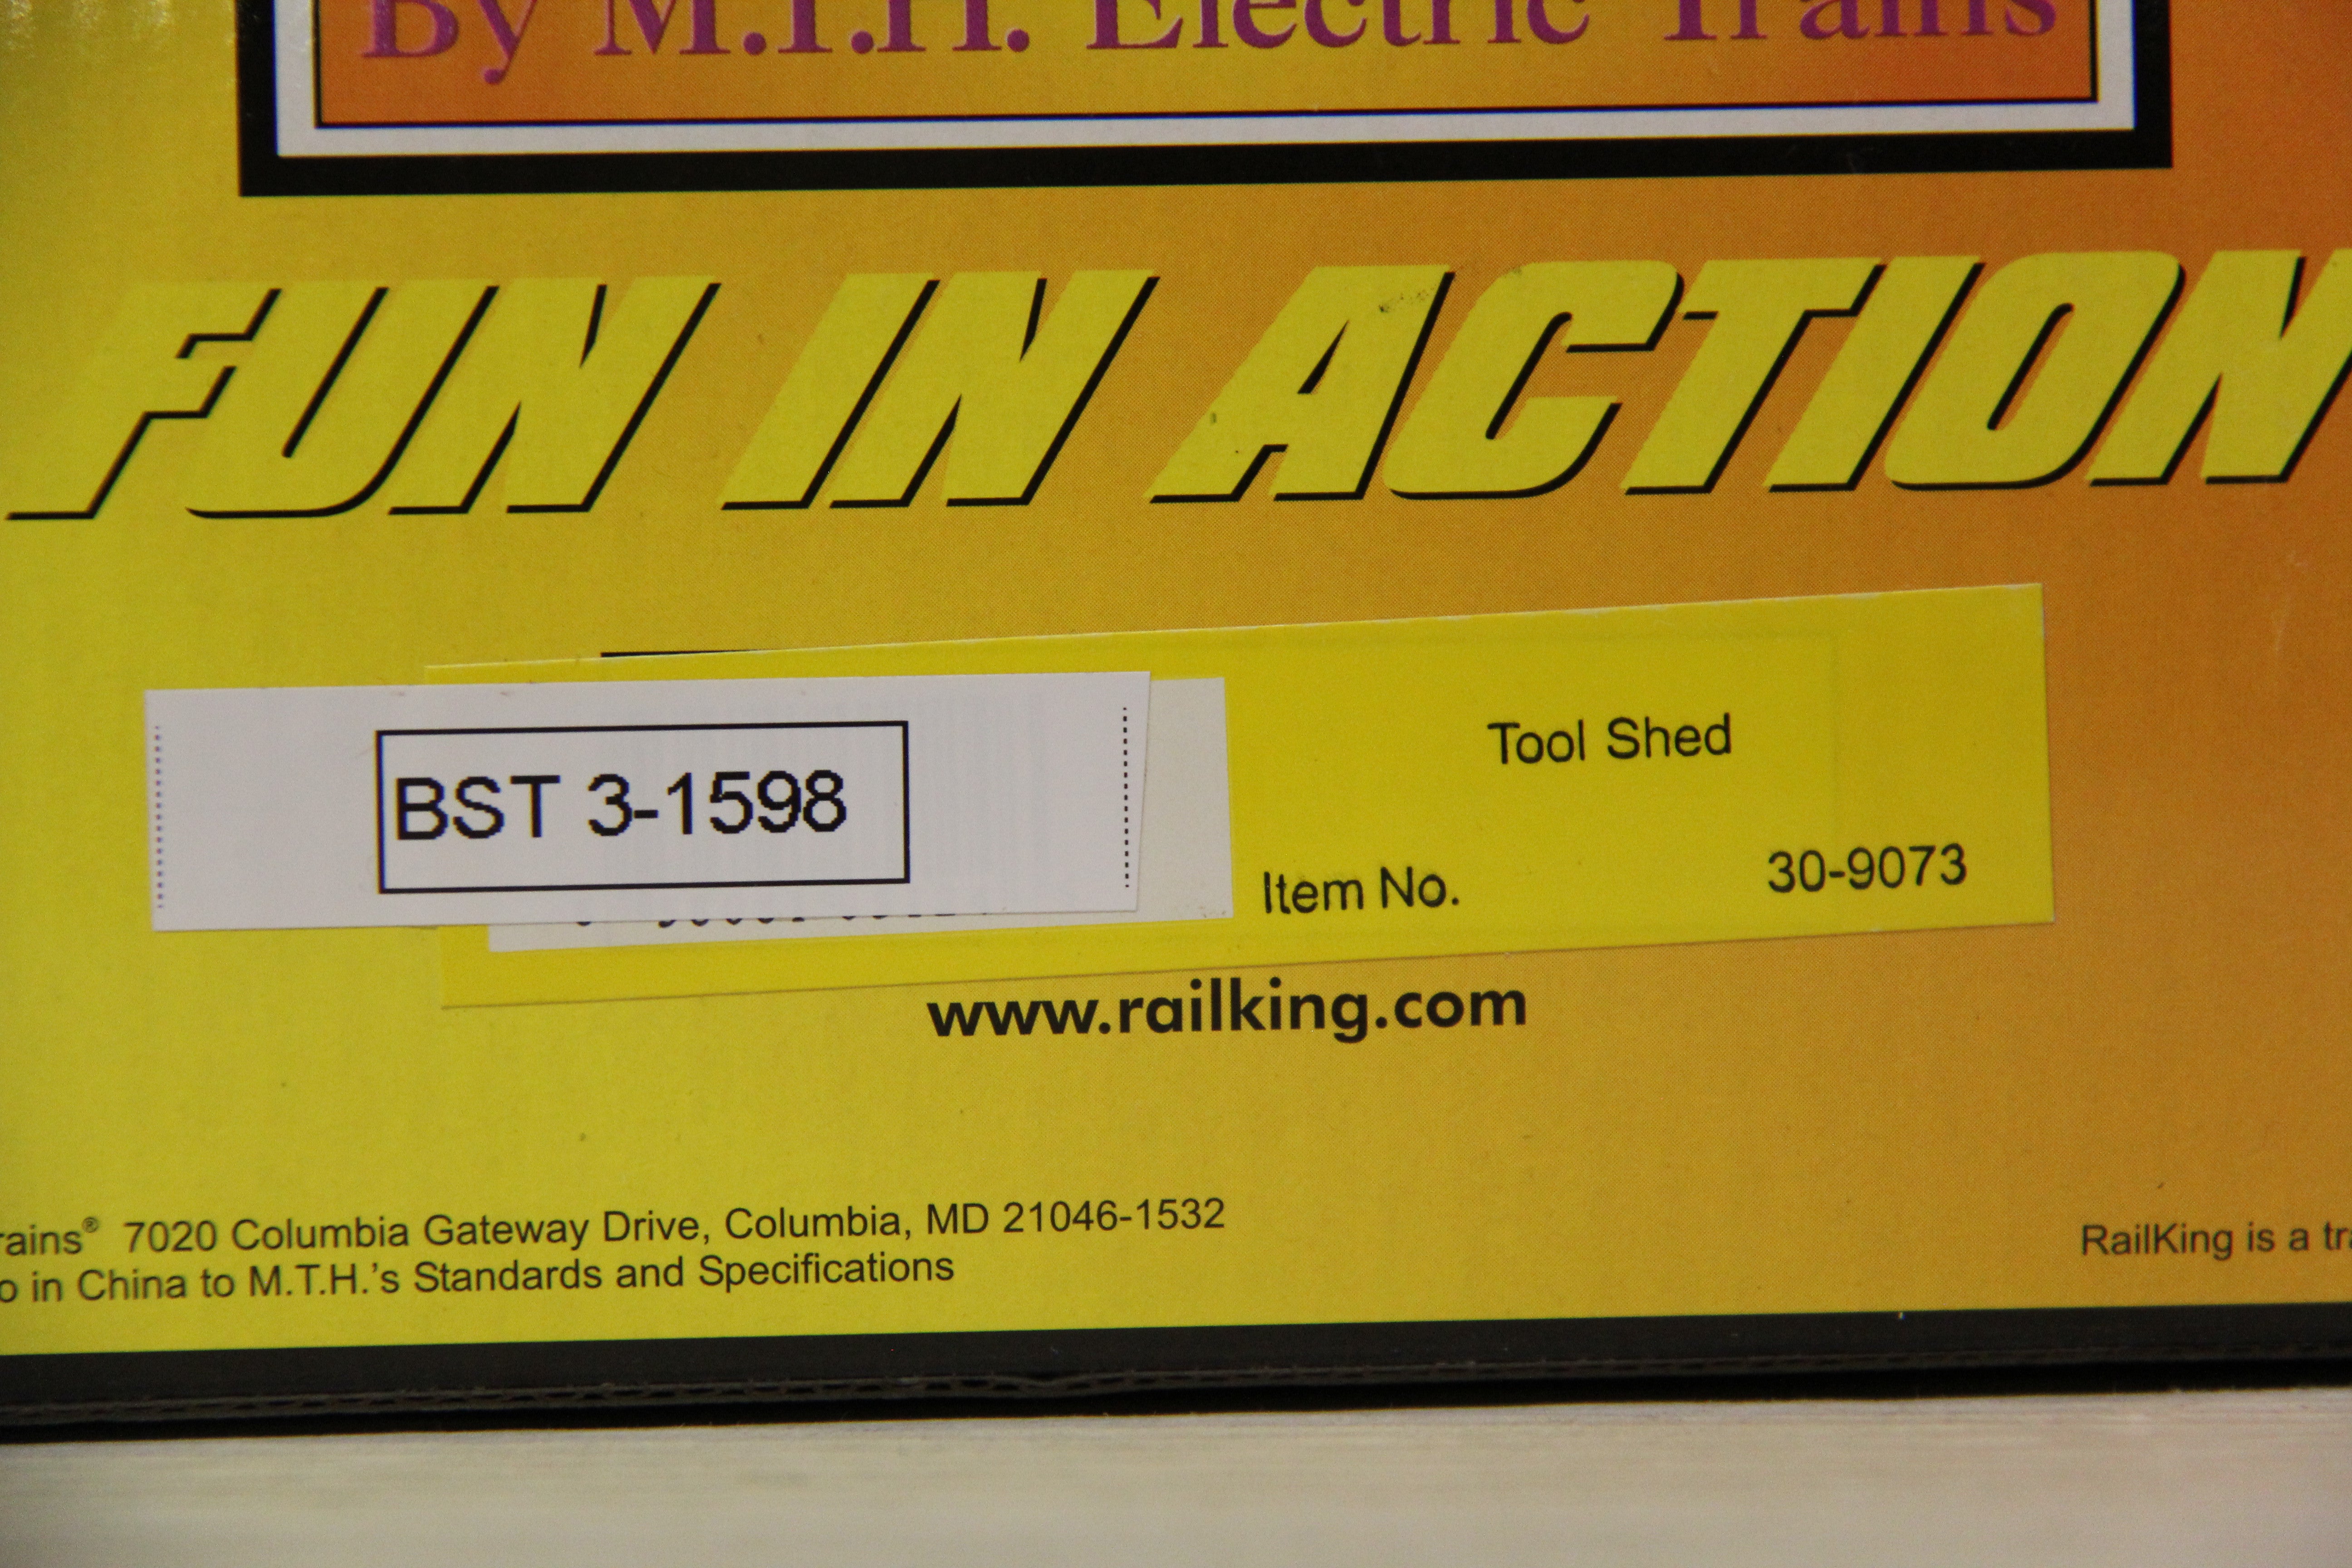 By M.T.H. Electric Trains
FUN IN ACTION
Tool Shed
BST 3-1598
Item No. 30-9073
www.railking.com
rains® 7020 Columbia Gateway Drive, Columbia, MD 21046-1532
in China to M.T.H.'s Standards and Specifications
RailKing is a tra